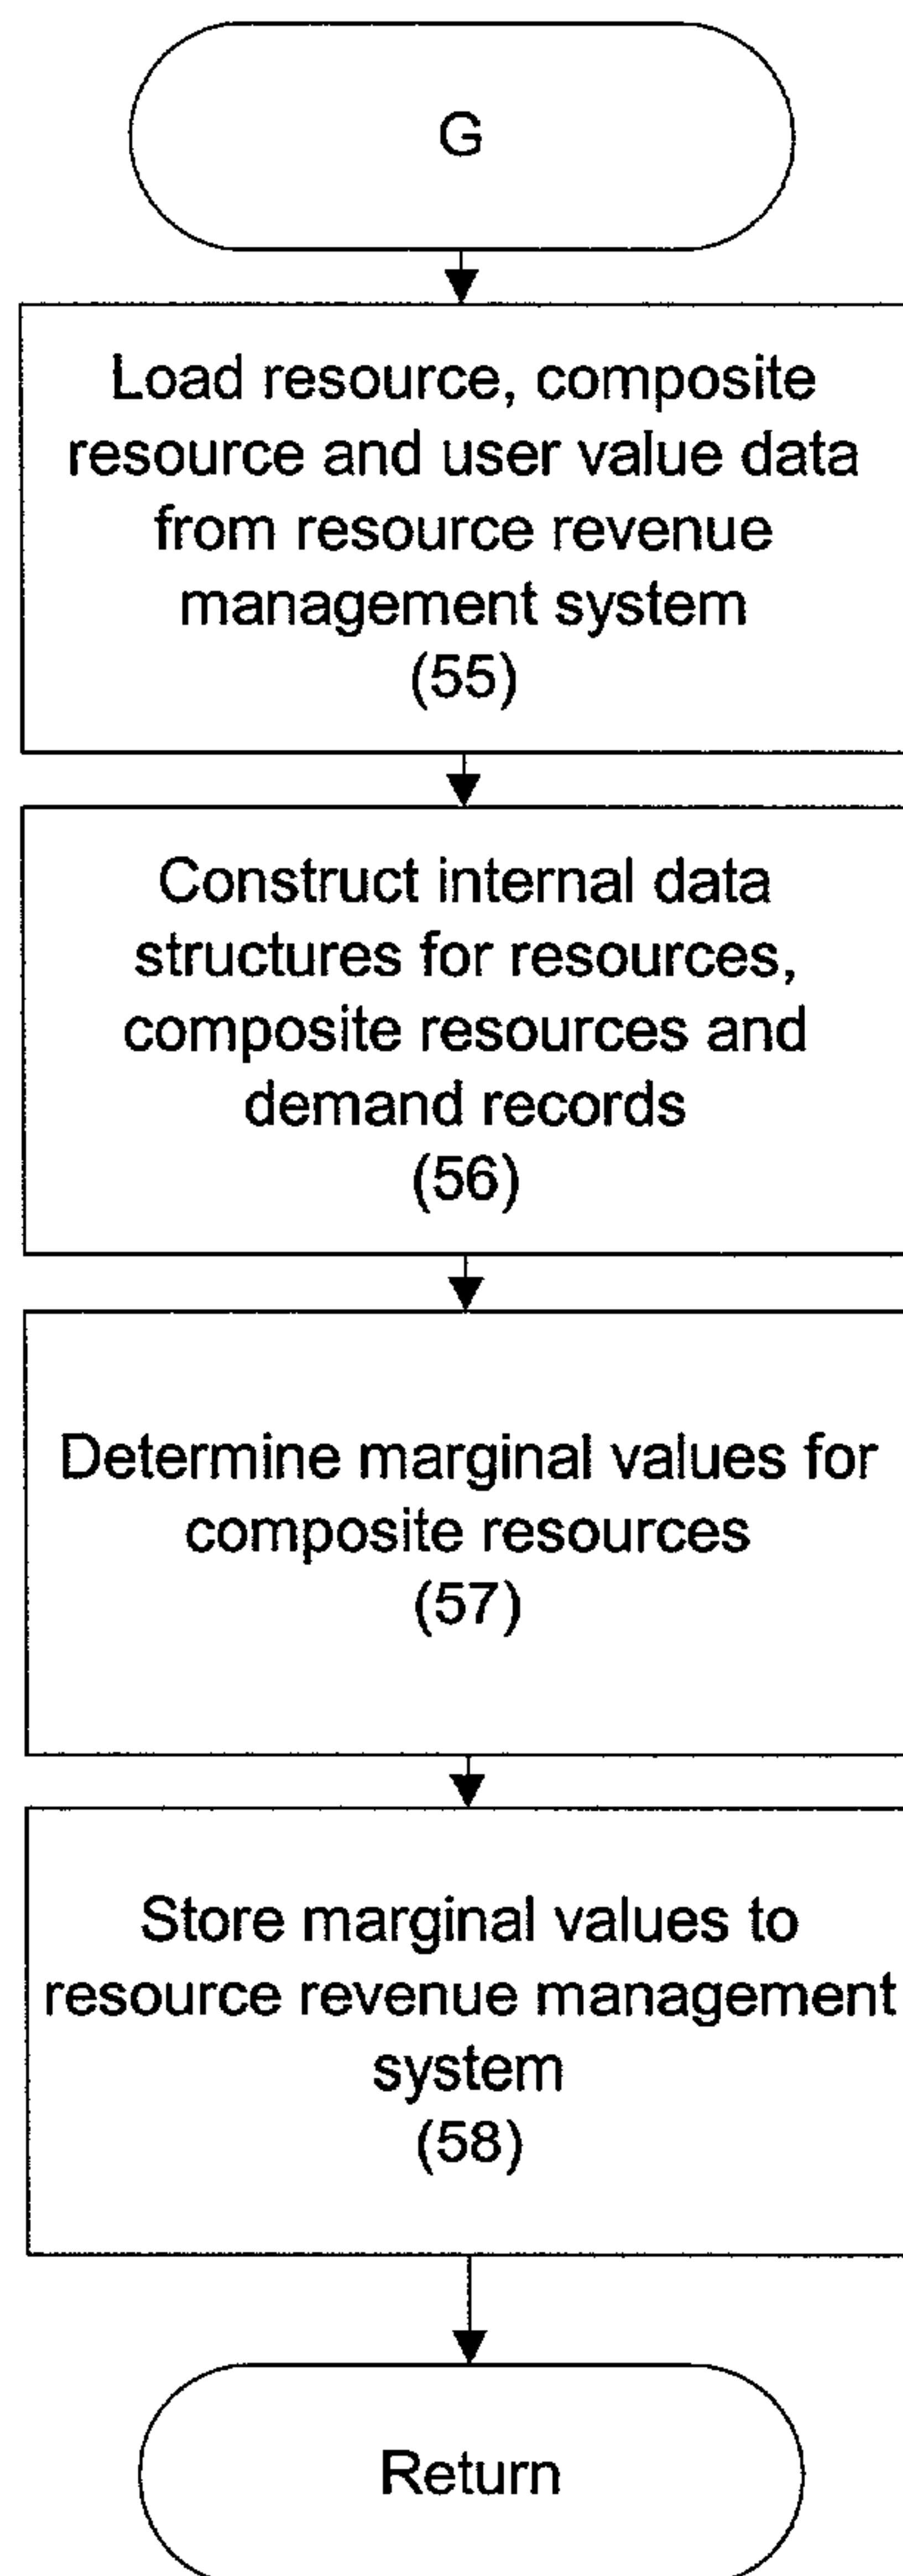 G
Load resource, composite
resource and user value data
from resource revenue
management system
(55)
Construct internal data
structures for resources,
composite resources and
demand records
(56)
Determine marginal values for
composite resources
(57)
Store marginal values to
resource revenue management
system
(58)
Return